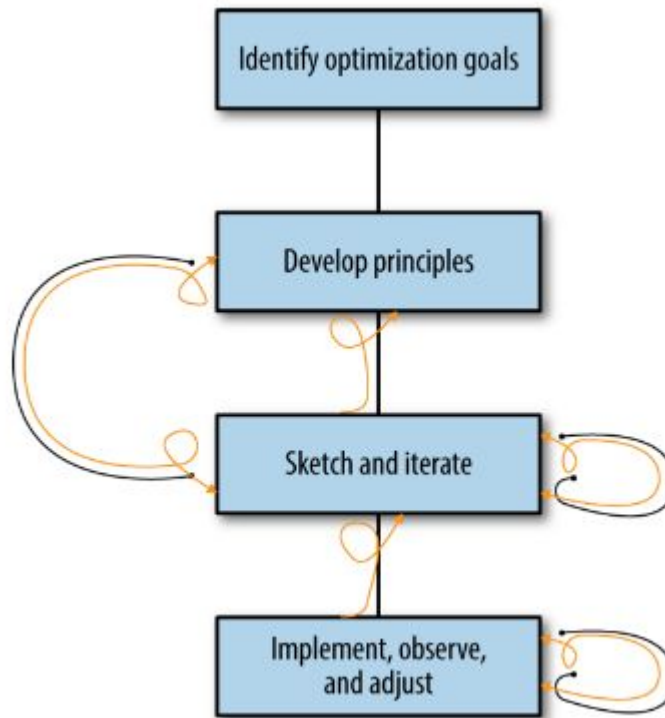 Identify optimization goals
Develop principles
Sketch and iterate
Implement, observe,
and adjust